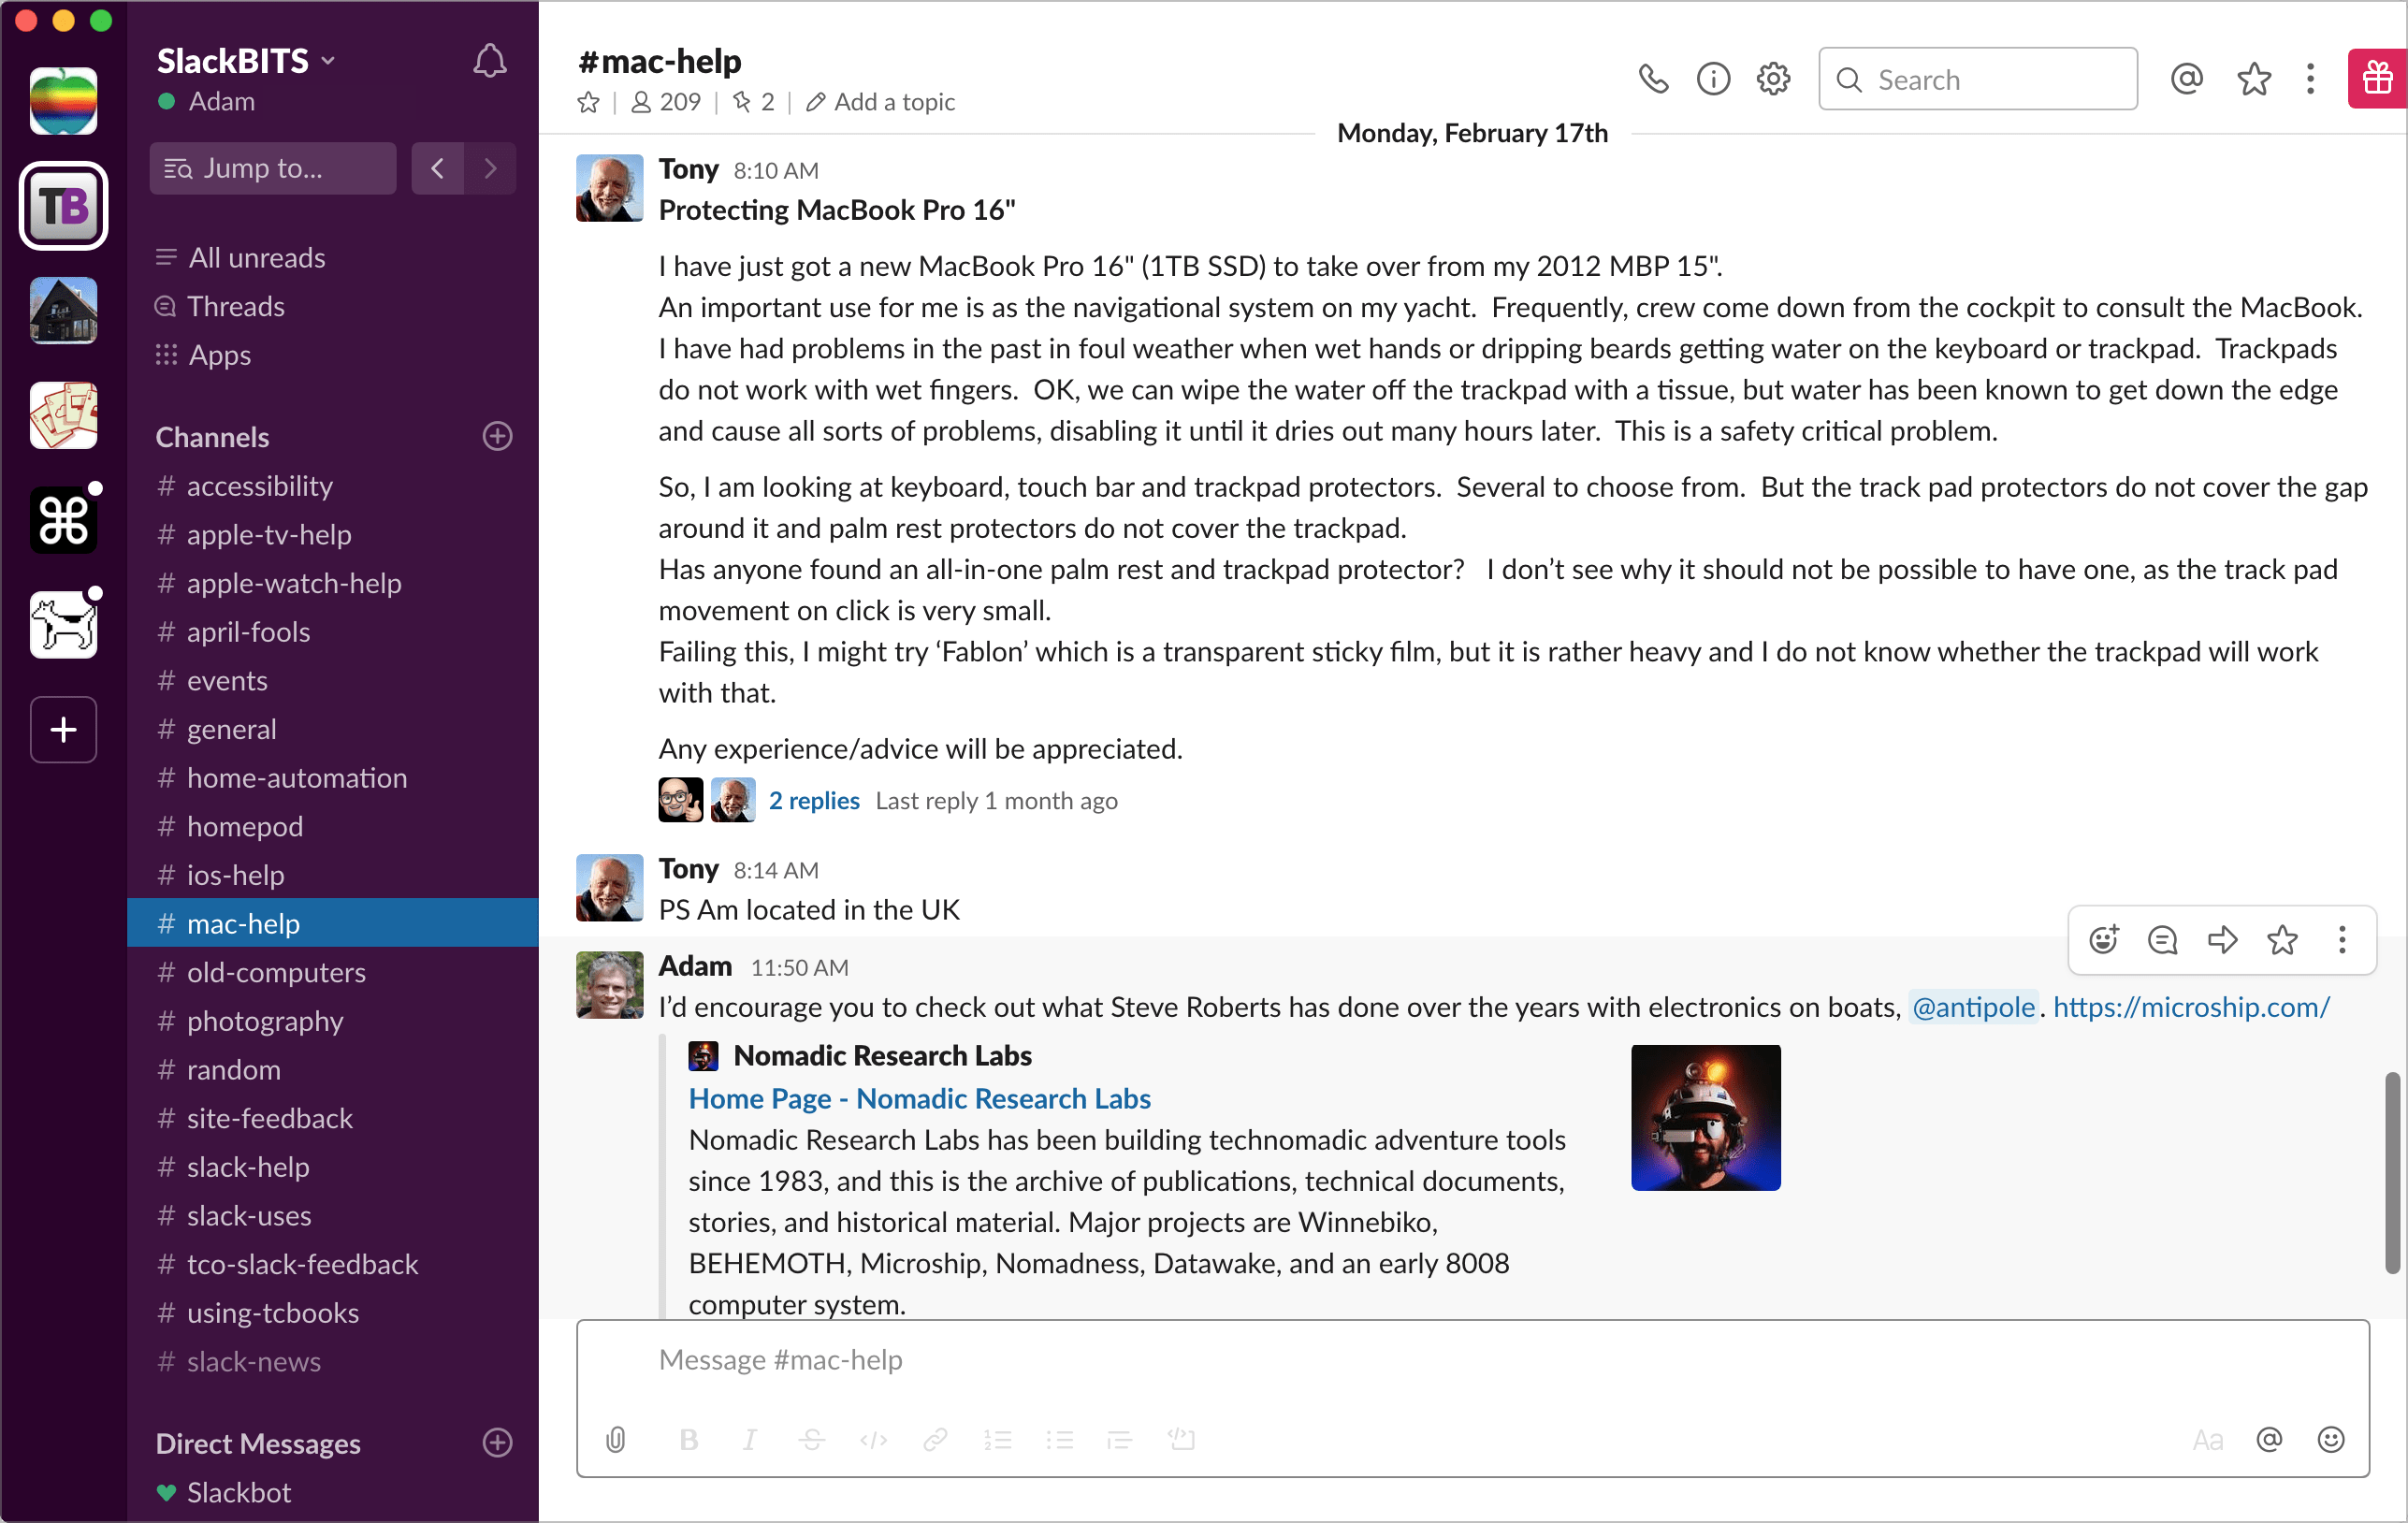 SlackBITS
Adam
Jump to...
All unreads
Threads
Apps
Channels
# accessibility
# apple-tv-help
# apple-watch-help
# april-fools
# events
# general
# home-automation
# homepod
# ios-help
# mac-help
# old-computers
# photography
# random
# site-feedback
# slack-help
# slack-uses
# tco-slack-feedback
# using-tcbooks
# slack-news
Direct Messages
Slackbot
TB
#mac-help
209 | 2 | Add a topic
Search
Monday, February 17th
Tony 8:10 AM
Protecting MacBook Pro 16"
I have just got a new MacBook Pro 16" (1TB SSD) to take over from my 2012 MBP 15".
An important use for me is as the navigational system on my yacht.  Frequently, crew come down from the cockpit to consult the MacBook.
I have had problems in the past in foul weather when wet hands or dripping beards getting water on the keyboard or trackpad.  Trackpads
do not work with wet fingers.  OK, we can wipe the water off the trackpad with a tissue, but water has been known to get down the edge
and cause all sorts of problems, disabling it until it dries out many hours later.  This is a safety critical problem.
So, I am looking at keyboard, touch bar and trackpad protectors.  Several to choose from.  But the track pad protectors do not cover the gap
around it and palm rest protectors do not cover the trackpad.
Has anyone found an all-in-one palm rest and trackpad protector?   I don’t see why it should not be possible to have one, as the track pad
movement on click is very small.
Failing this, I might try ‘Fablon’ which is a transparent sticky film, but it is rather heavy and I do not know whether the trackpad will work
with that.
Any experience/advice will be appreciated.
2 replies Last reply 1 month ago
Tony 8:14 AM
PS Am located in the UK
Adam 11:50 AM
I’d encourage you to check out what Steve Roberts has done over the years with electronics on boats, @antipole. https://microship.com/
Nomadic Research Labs
Home Page - Nomadic Research Labs
Nomadic Research Labs has been building technomadic adventure tools
since 1983, and this is the archive of publications, technical documents,
stories, and historical material. Major projects are Winnebiko,
BEHEMOTH, Microship, Nomadness, Datawake, and an early 8008
computer system.
Message #mac-help
B I S </> Aa @